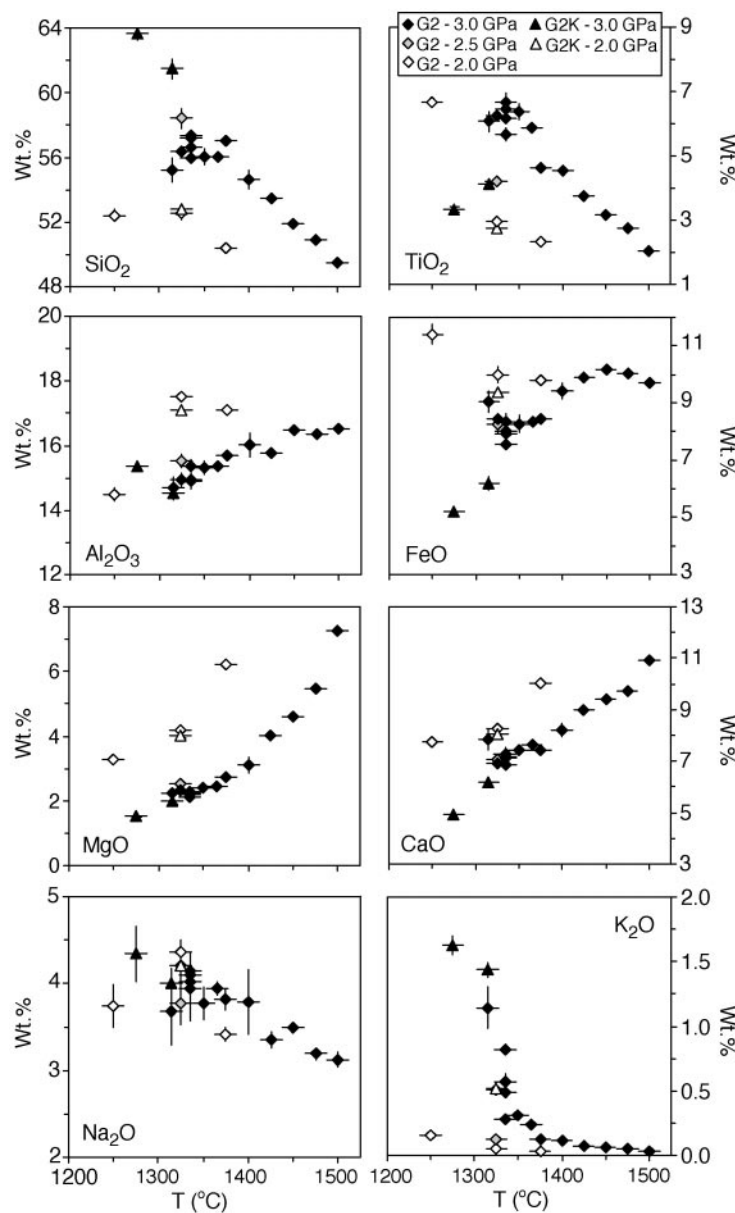 G2 - 3.0 GPa G2K - 3.0 GPa
G2 - 2.5 GPa G2K - 2.0 GPa
G2 - 2.0 GPa
64
60
56
52
48
Wt.%
SiO2
9
7
5
3
1
Wt.%
TiO2
20
18
16
14
12
Wt.%
Al2O3
11
9
7
5
3
Wt.%
FeO
8
6
4
2
0
Wt.%
MgO
13
11
9
7
5
3
Wt.%
CaO
5
4
3
2
Wt.%
Na2O
1200 1300 1400 1500
T (°C)
2.0
1.5
1.0
0.5
0.0
Wt.%
K2O
1200 1300 1400 1500
T (°C)